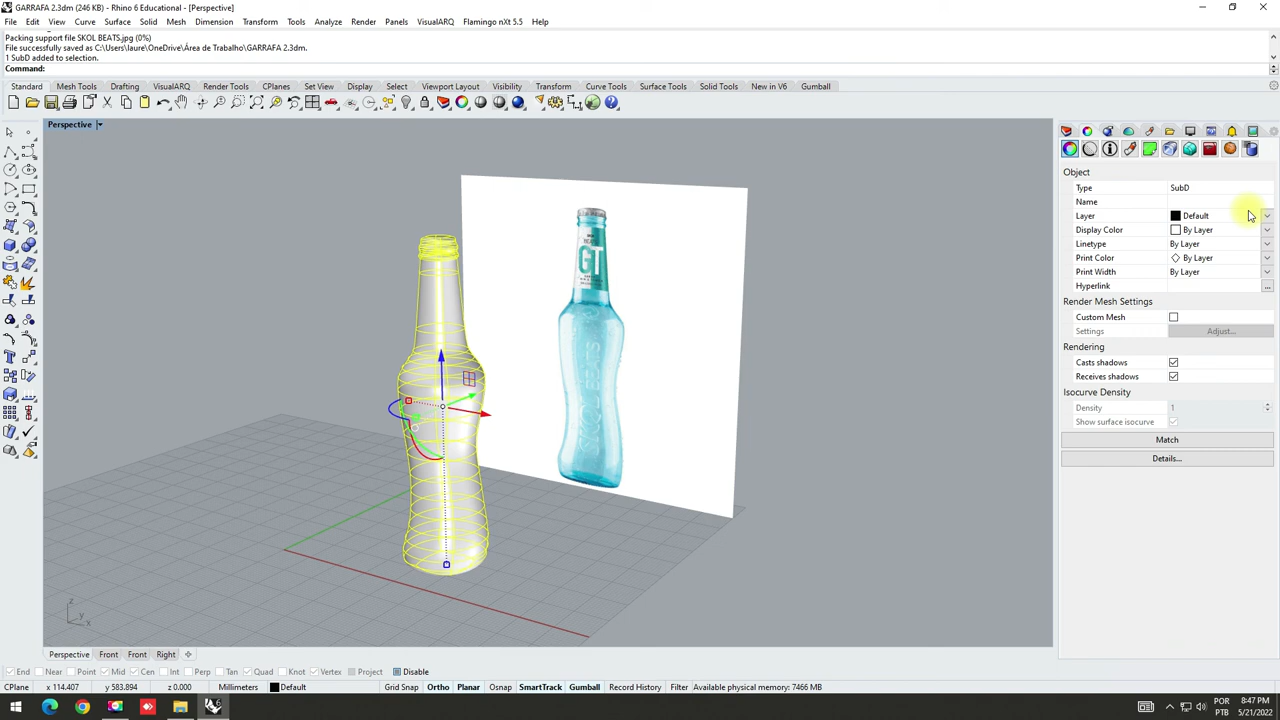 GARRAFA 2.3dm (246 KB) - Rhino 6 Educational - [Perspective]
File Edit View Curve Surface Solid Mesh Dimension Transform Tools Analyze Render Panels VisualARQ Flamingo nXt 5.5 Help
Packing support file SKOL BEATS.jpg (0%)
File successfully saved as C:\Users\laure\OneDrive\Área de Trabalho\GARRAFA 2.3dm.
1 SubD added to selection.
Command:
Standard Mesh Tools Drafting VisualARQ Render Tools CPlanes Set View Display Select Viewport Layout Visibility Transform Curve Tools Surface Tools Solid Tools New in V6 Gumball
Perspective
Object
Type SubD
Name
Layer Default
Display Color By Layer
Linetype By Layer
Print Color By Layer
Print Width By Layer
Hyperlink ...
Render Mesh Settings
Custom Mesh
Settings Adjust...
Rendering
Casts shadows
Receives shadows
Isocurve Density
Density 1
Show surface isocurve
Match
Details...
GT
SKOL BEATS
z
y
x
Perspective Front Front Right
End Near Point Mid Cen Int Perp Tan Quad Knot Vertex Project Disable
CPlane x 114.407 y 583.894 z 0.000 Millimeters Default Grid Snap Ortho Planar Osnap SmartTrack Gumball Record History Filter Available physical memory: 7466 MB
POR
PTB
8:47 PM
5/21/2022